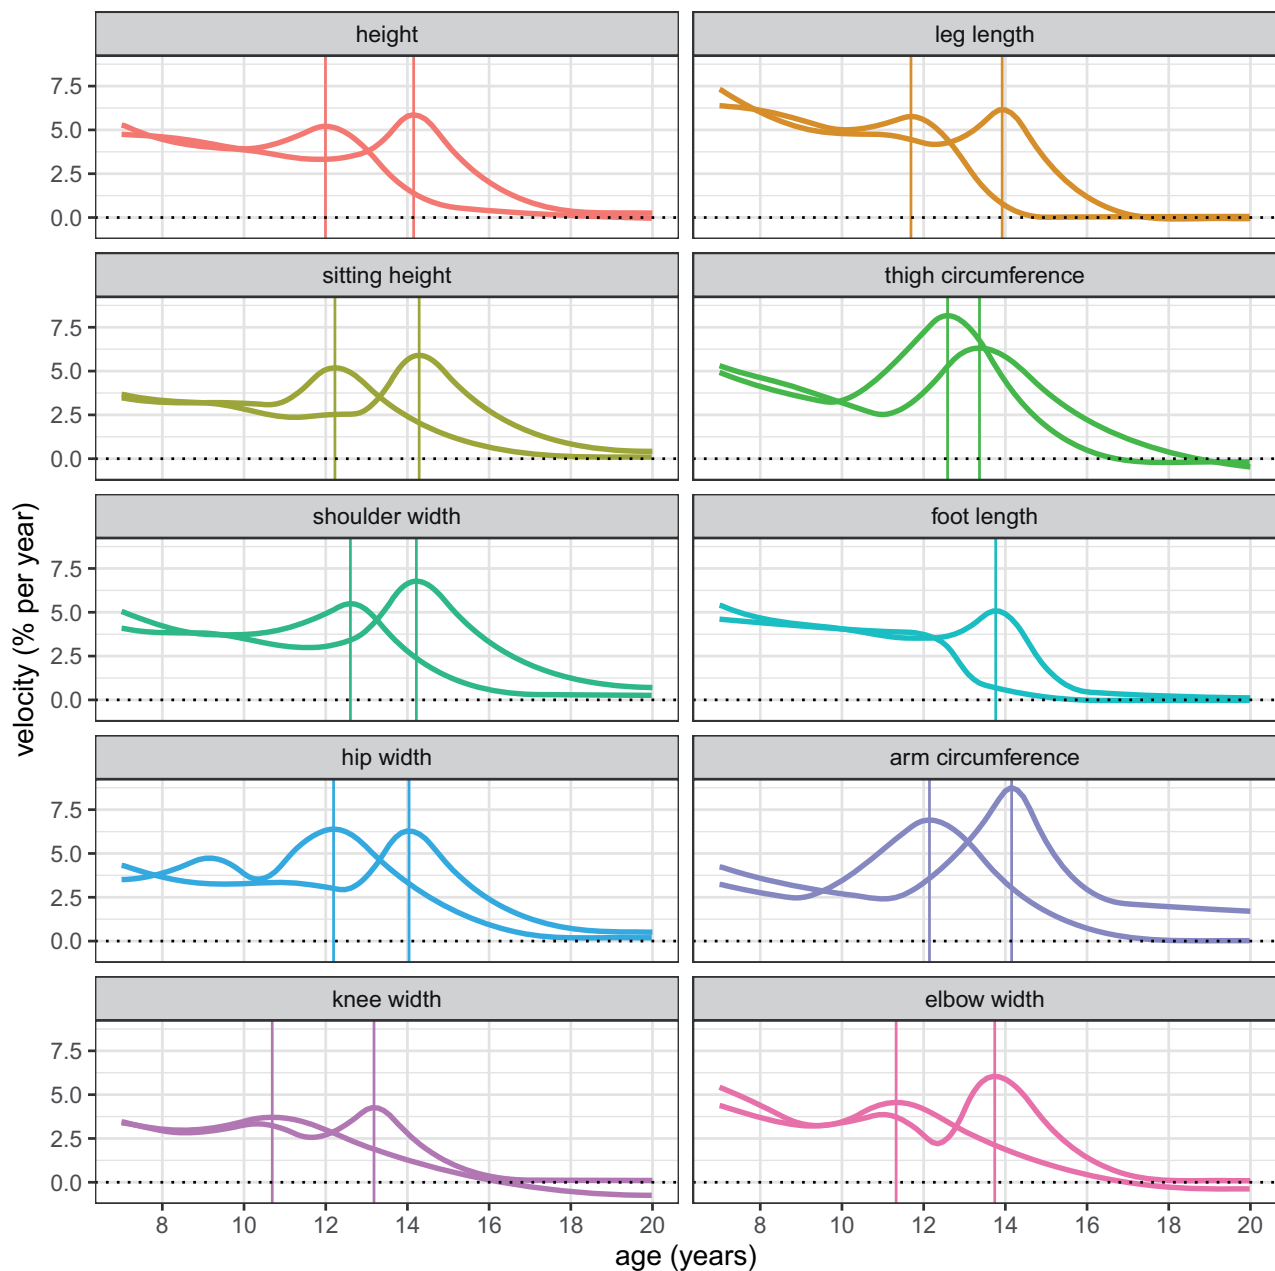 height
leg length
7.5
5.0
2.5
0.0
sitting height
thigh circumference
7.5
5.0
2.5
0.0
shoulder width
foot length
7.5
5.0
2.5
0.0
velocity (% per year)
hip width
arm circumference
7.5
5.0
2.5
0.0
knee width
elbow width
7.5
5.0
2.5
0.0
8 10 12 14 16 18 20 8 10 12 14 16 18 20
age (years)